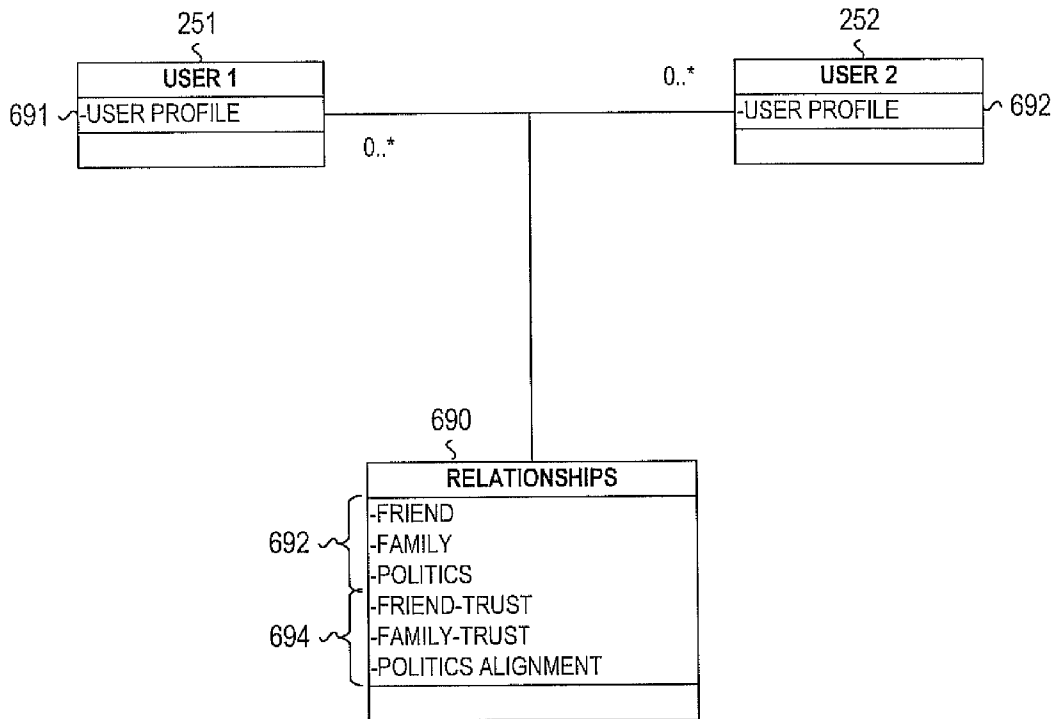 251
252
USER 1
0..*
USER 2
691
-USER PROFILE
-USER PROFILE
692
0..*
690
RELATIONSHIPS
692
-FRIEND
-FAMILY
-POLITICS
694
-FRIEND-TRUST
-FAMILY-TRUST
-POLITICS ALIGNMENT